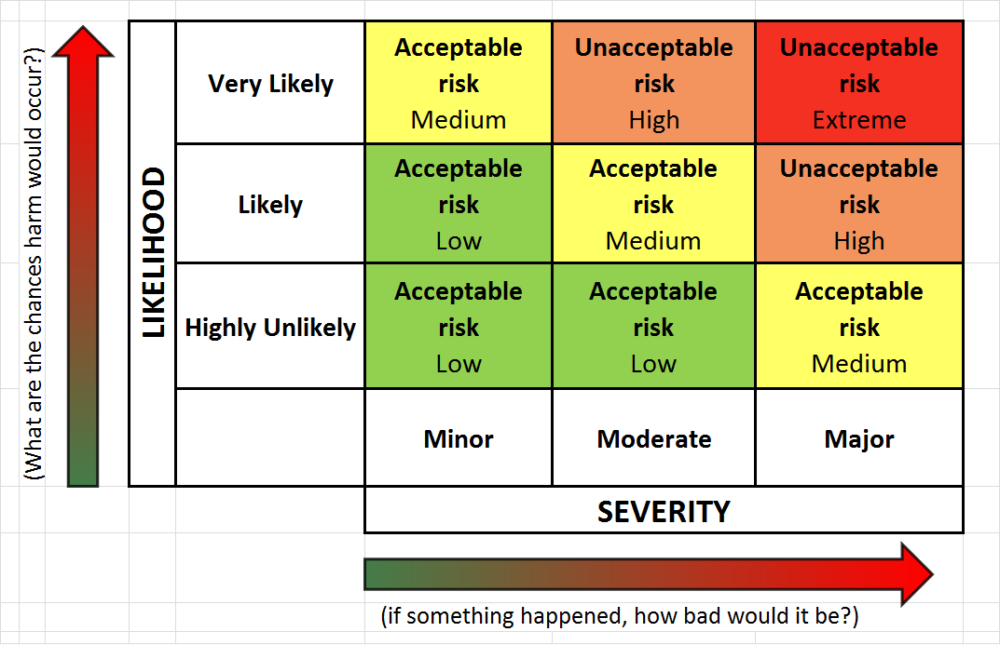 (What are the chances harm would occur?)
LIKELIHOOD
Very Likely
Acceptable
risk
Medium
Unacceptable
risk
High
Unacceptable
risk
Extreme
Likely
Acceptable
risk
Low
Acceptable
risk
Medium
Unacceptable
risk
High
Highly Unlikely
Acceptable
risk
Low
Acceptable
risk
Low
Acceptable
risk
Medium
Minor
Moderate
Major
SEVERITY
(if something happened, how bad would it be?)